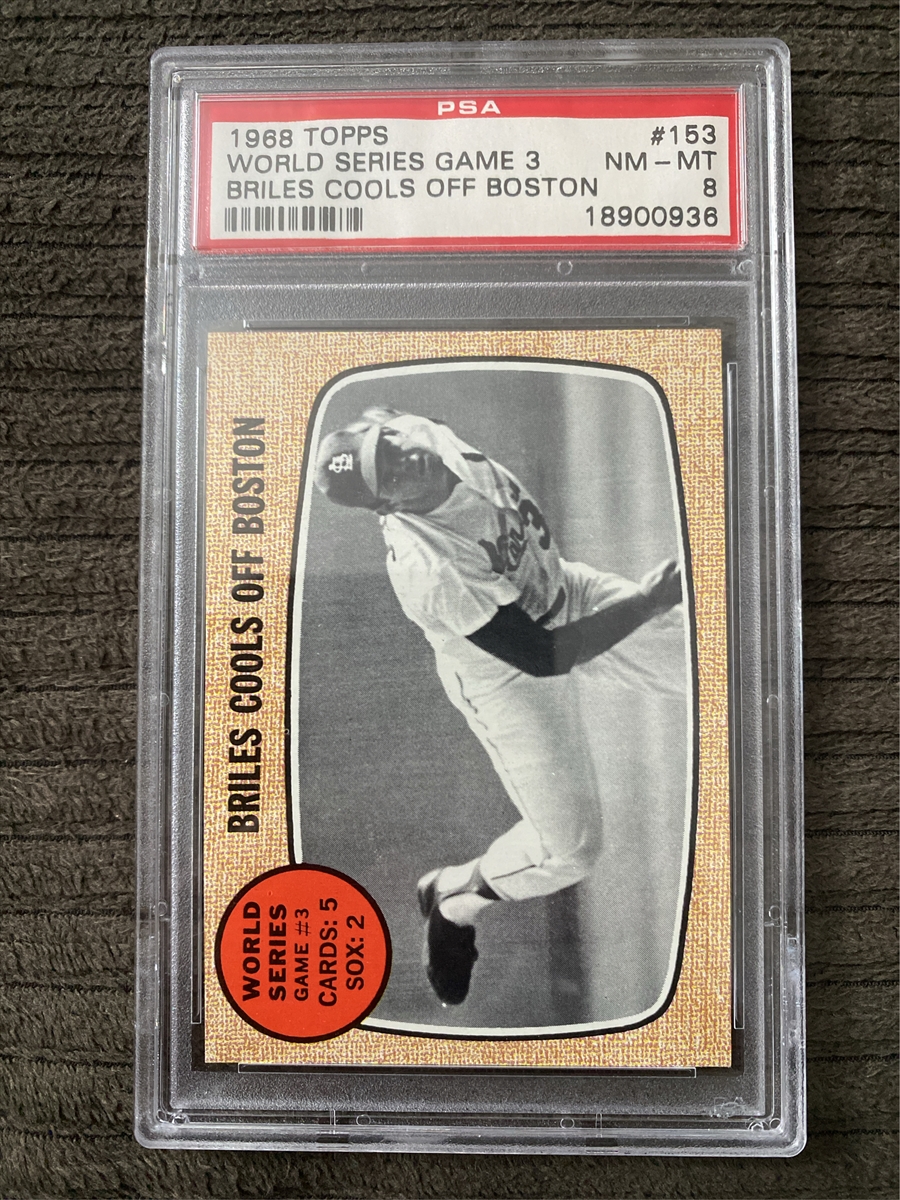 PSA
1968 TOPPS #153
WORLD SERIES GAME 3 NM - MT
BRILES COOLS OFF BOSTON 8
18900936
BRILES COOLS OFF BOSTON
WORLD
SERIES
GAME #3
CARDS: 5
SOX: 2